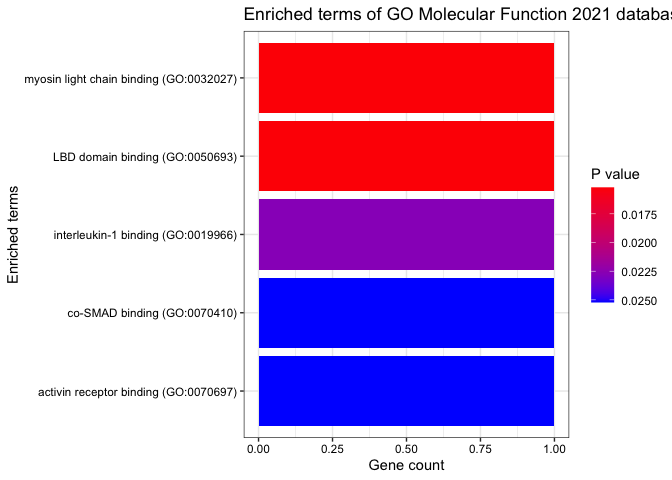 Enriched terms of GO Molecular Function 2021 databas
Enriched terms
myosin light chain binding (GO:0032027)
LBD domain binding (GO:0050693)
interleukin-1 binding (GO:0019966)
co-SMAD binding (GO:0070410)
activin receptor binding (GO:0070697)
0.00 0.25 0.50 0.75 1.00
Gene count
P value
0.0175
0.0200
0.0225
0.0250